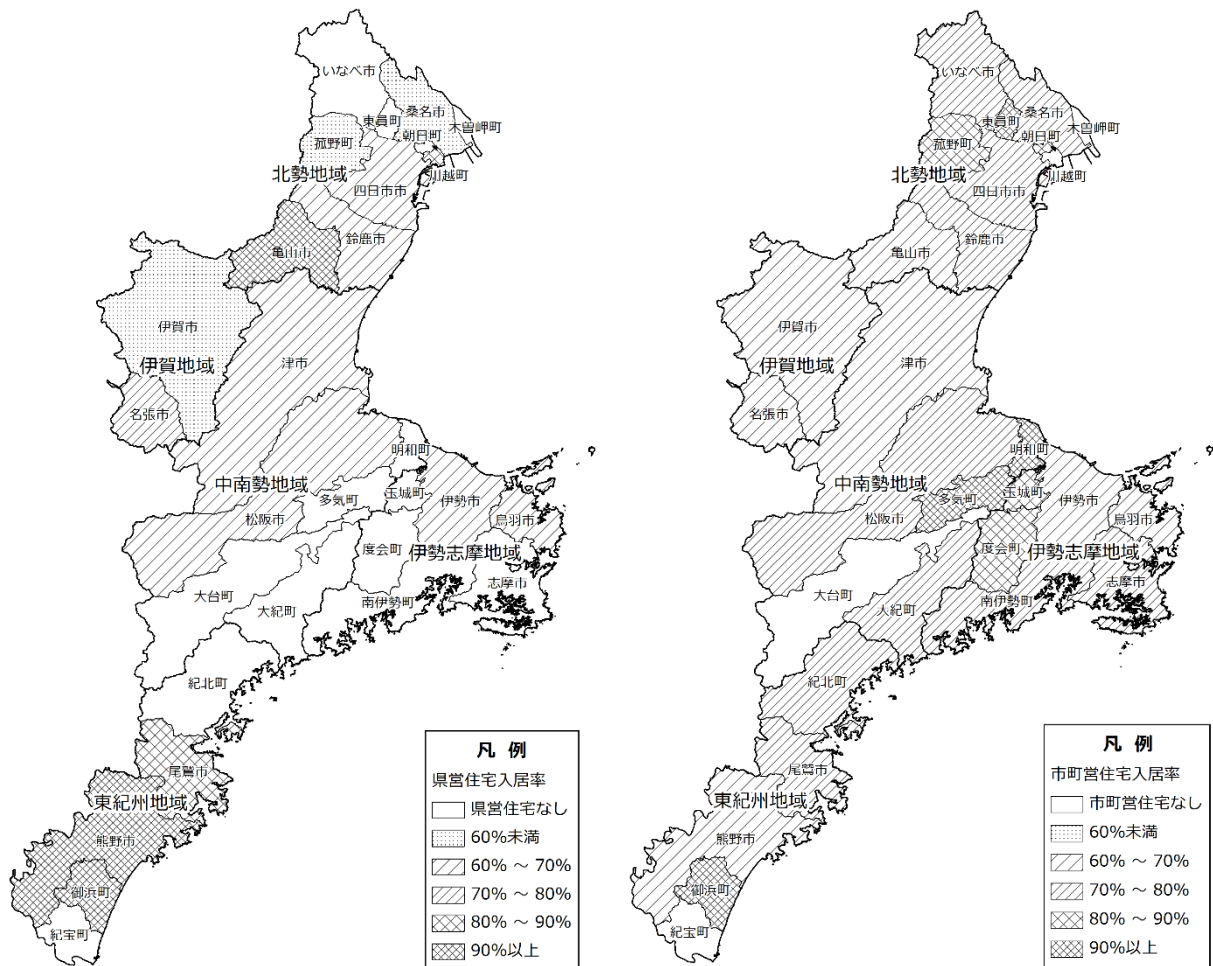 いなべ市
桑名市
東員町
木曽岬町
朝日町
菰野町
北勢地域
川越町
四日市市
鈴鹿市
亀山市
伊賀市
伊賀地域
津市
名張市
明和町
中南勢地域
多気町
玉城町
伊勢市
松阪市
鳥羽市
度会町
伊勢志摩地域
志摩市
大台町
大紀町
南伊勢町
紀北町
尾鷲市
東紀州地域
熊野市
御浜町
紀宝町
凡 例
県営住宅入居率
県営住宅なし
60%未満
60% ～ 70%
70% ～ 80%
80% ～ 90%
90%以上
いなべ市
桑名市
東員町
木曽岬町
朝日町
菰野町
北勢地域
川越町
四日市市
鈴鹿市
亀山市
伊賀市
伊賀地域
津市
名張市
明和町
中南勢地域
多気町
玉城町
伊勢市
松阪市
鳥羽市
度会町
伊勢志摩地域
志摩市
大台町
大紀町
南伊勢町
紀北町
尾鷲市
東紀州地域
熊野市
御浜町
紀宝町
凡 例
市町営住宅入居率
市町営住宅なし
60%未満
60% ～ 70%
70% ～ 80%
80% ～ 90%
90%以上